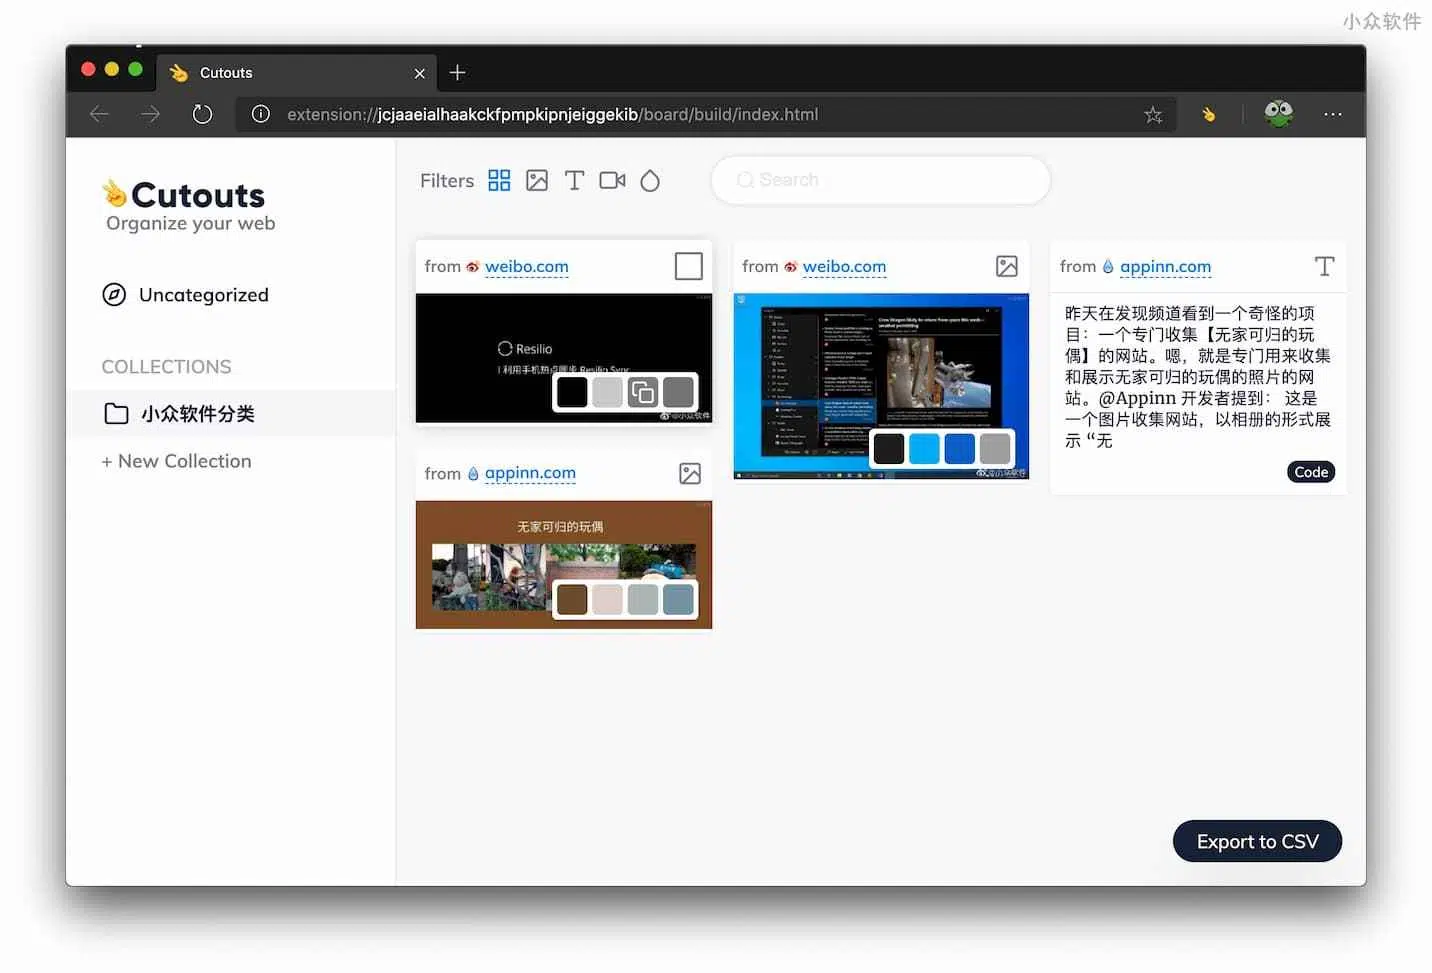 小众软件
Cutouts
extension://jcjaaeialhaakckfpmpkipnjeiggekib/board/build/index.html
Cutouts
Organize your web
Uncategorized
COLLECTIONS
小众软件分类
+ New Collection
Filters
Search
from weibo.com
Resilio
利用手机热点同步 Resilio Sync
@小众软件
from appinn.com
无家可归的玩偶
from weibo.com
@小众软件
from appinn.com
昨天在发现频道看到一个奇怪的项
目：一个专门收集【无家可归的玩
偶】的网站。嗯，就是专门用来收集
和展示无家可归的玩偶的照片的网
站。@Appinn 开发者提到： 这是
一个图片收集网站，以相册的形式展
示 “无
Code
Export to CSV